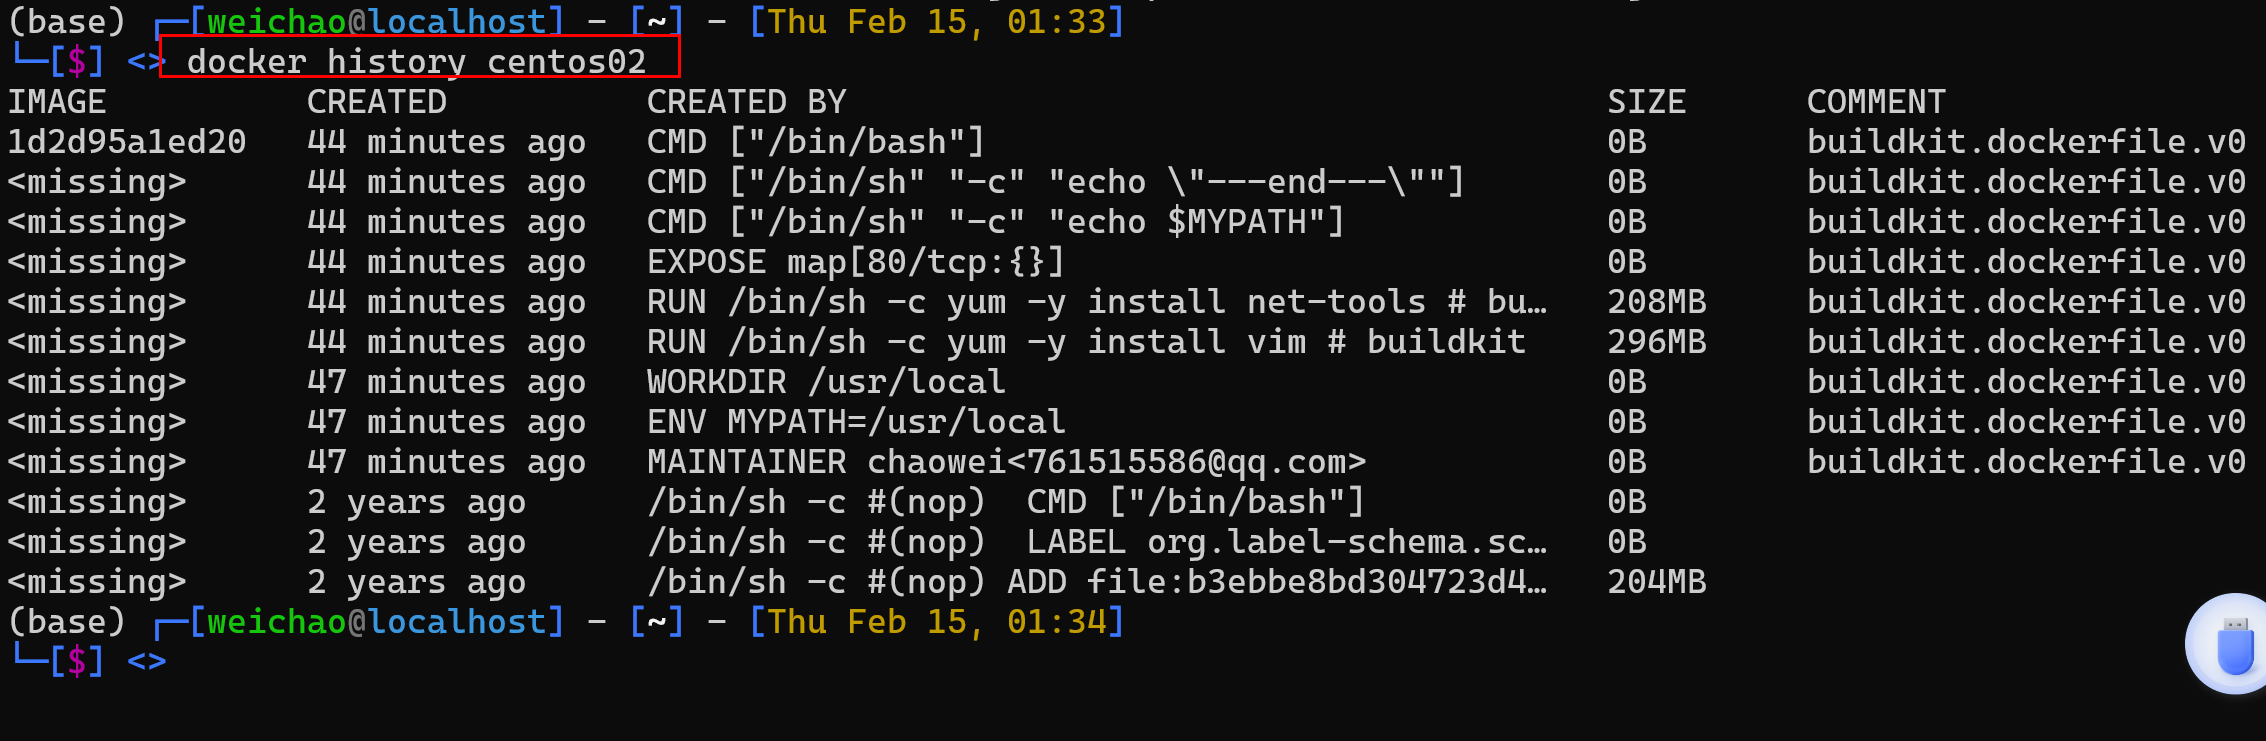 (base) ┌─[weichao@localhost] - [~] - [Thu Feb 15, 01:33]
└─[$] <> docker history centos02
IMAGE          CREATED          CREATED BY                                      SIZE      COMMENT
1d2d95a1ed20   44 minutes ago   CMD ["/bin/bash"]                               0B        buildkit.dockerfile.v0
<missing>      44 minutes ago   CMD ["/bin/sh" "-c" "echo \"---end---\""]       0B        buildkit.dockerfile.v0
<missing>      44 minutes ago   CMD ["/bin/sh" "-c" "echo $MYPATH"]             0B        buildkit.dockerfile.v0
<missing>      44 minutes ago   EXPOSE map[80/tcp:{}]                           0B        buildkit.dockerfile.v0
<missing>      44 minutes ago   RUN /bin/sh -c yum -y install net-tools # bu…   208MB     buildkit.dockerfile.v0
<missing>      44 minutes ago   RUN /bin/sh -c yum -y install vim # buildkit    296MB     buildkit.dockerfile.v0
<missing>      47 minutes ago   WORKDIR /usr/local                              0B        buildkit.dockerfile.v0
<missing>      47 minutes ago   ENV MYPATH=/usr/local                           0B        buildkit.dockerfile.v0
<missing>      47 minutes ago   MAINTAINER chaowei<761515586@qq.com>            0B        buildkit.dockerfile.v0
<missing>      2 years ago      /bin/sh -c #(nop)  CMD ["/bin/bash"]            0B
<missing>      2 years ago      /bin/sh -c #(nop)  LABEL org.label-schema.sc…   0B
<missing>      2 years ago      /bin/sh -c #(nop) ADD file:b3ebbe8bd304723d4…   204MB
(base) ┌─[weichao@localhost] - [~] - [Thu Feb 15, 01:34]
└─[$] <>